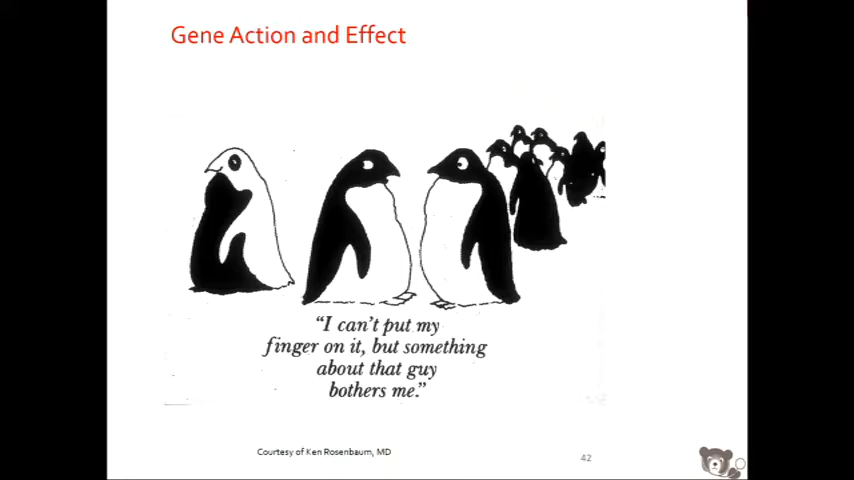 Gene Action and Effect
“I can’t put my
finger on it, but something
about that guy
bothers me.”
Courtesy of Ken Rosenbaum, MD
42